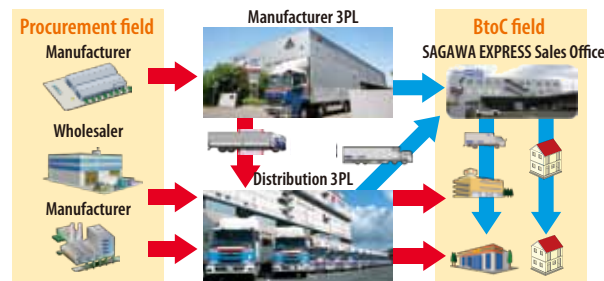 Procurement field
Manufacturer 3PL
BtoC field
Manufacturer
SAGAWA EXPRESS Sales Office
Wholesaler
Distribution 3PL
Manufacturer